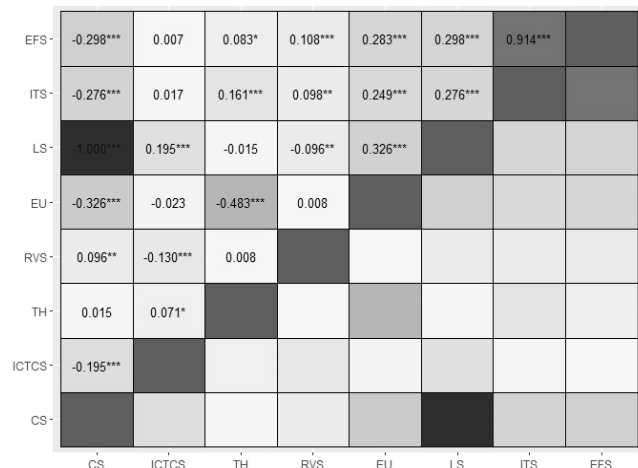 EFS -0.298*** 0.007 0.083* 0.108*** 0.283*** 0.298*** 0.914***
ITS -0.276*** 0.017 0.161*** 0.098** 0.249*** 0.276***
LS -1.000*** 0.195*** -0.015 -0.096** 0.326***
EU -0.326*** -0.023 -0.483*** 0.008
RVS 0.096** -0.130*** 0.008
TH 0.015 0.071*
ICTCS -0.195***
CS
CS ICTCS TH RVS EU LS ITS EFS